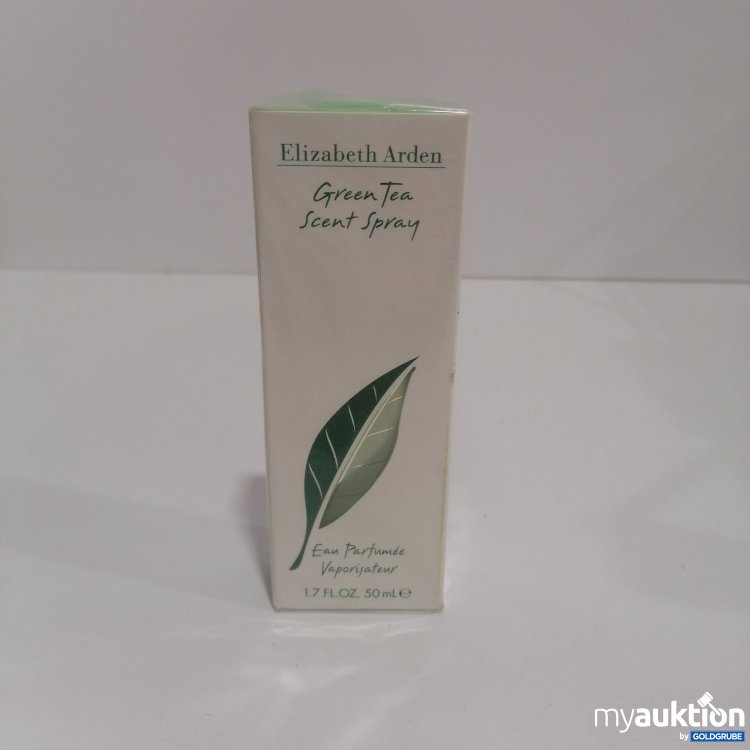 Elizabeth Arden
Green Tea
Scent Spray
Eau Parfumée
Vaporisateur
1.7 FL.OZ. 50 mL ℮
myauktion
by GOLDGRUBE